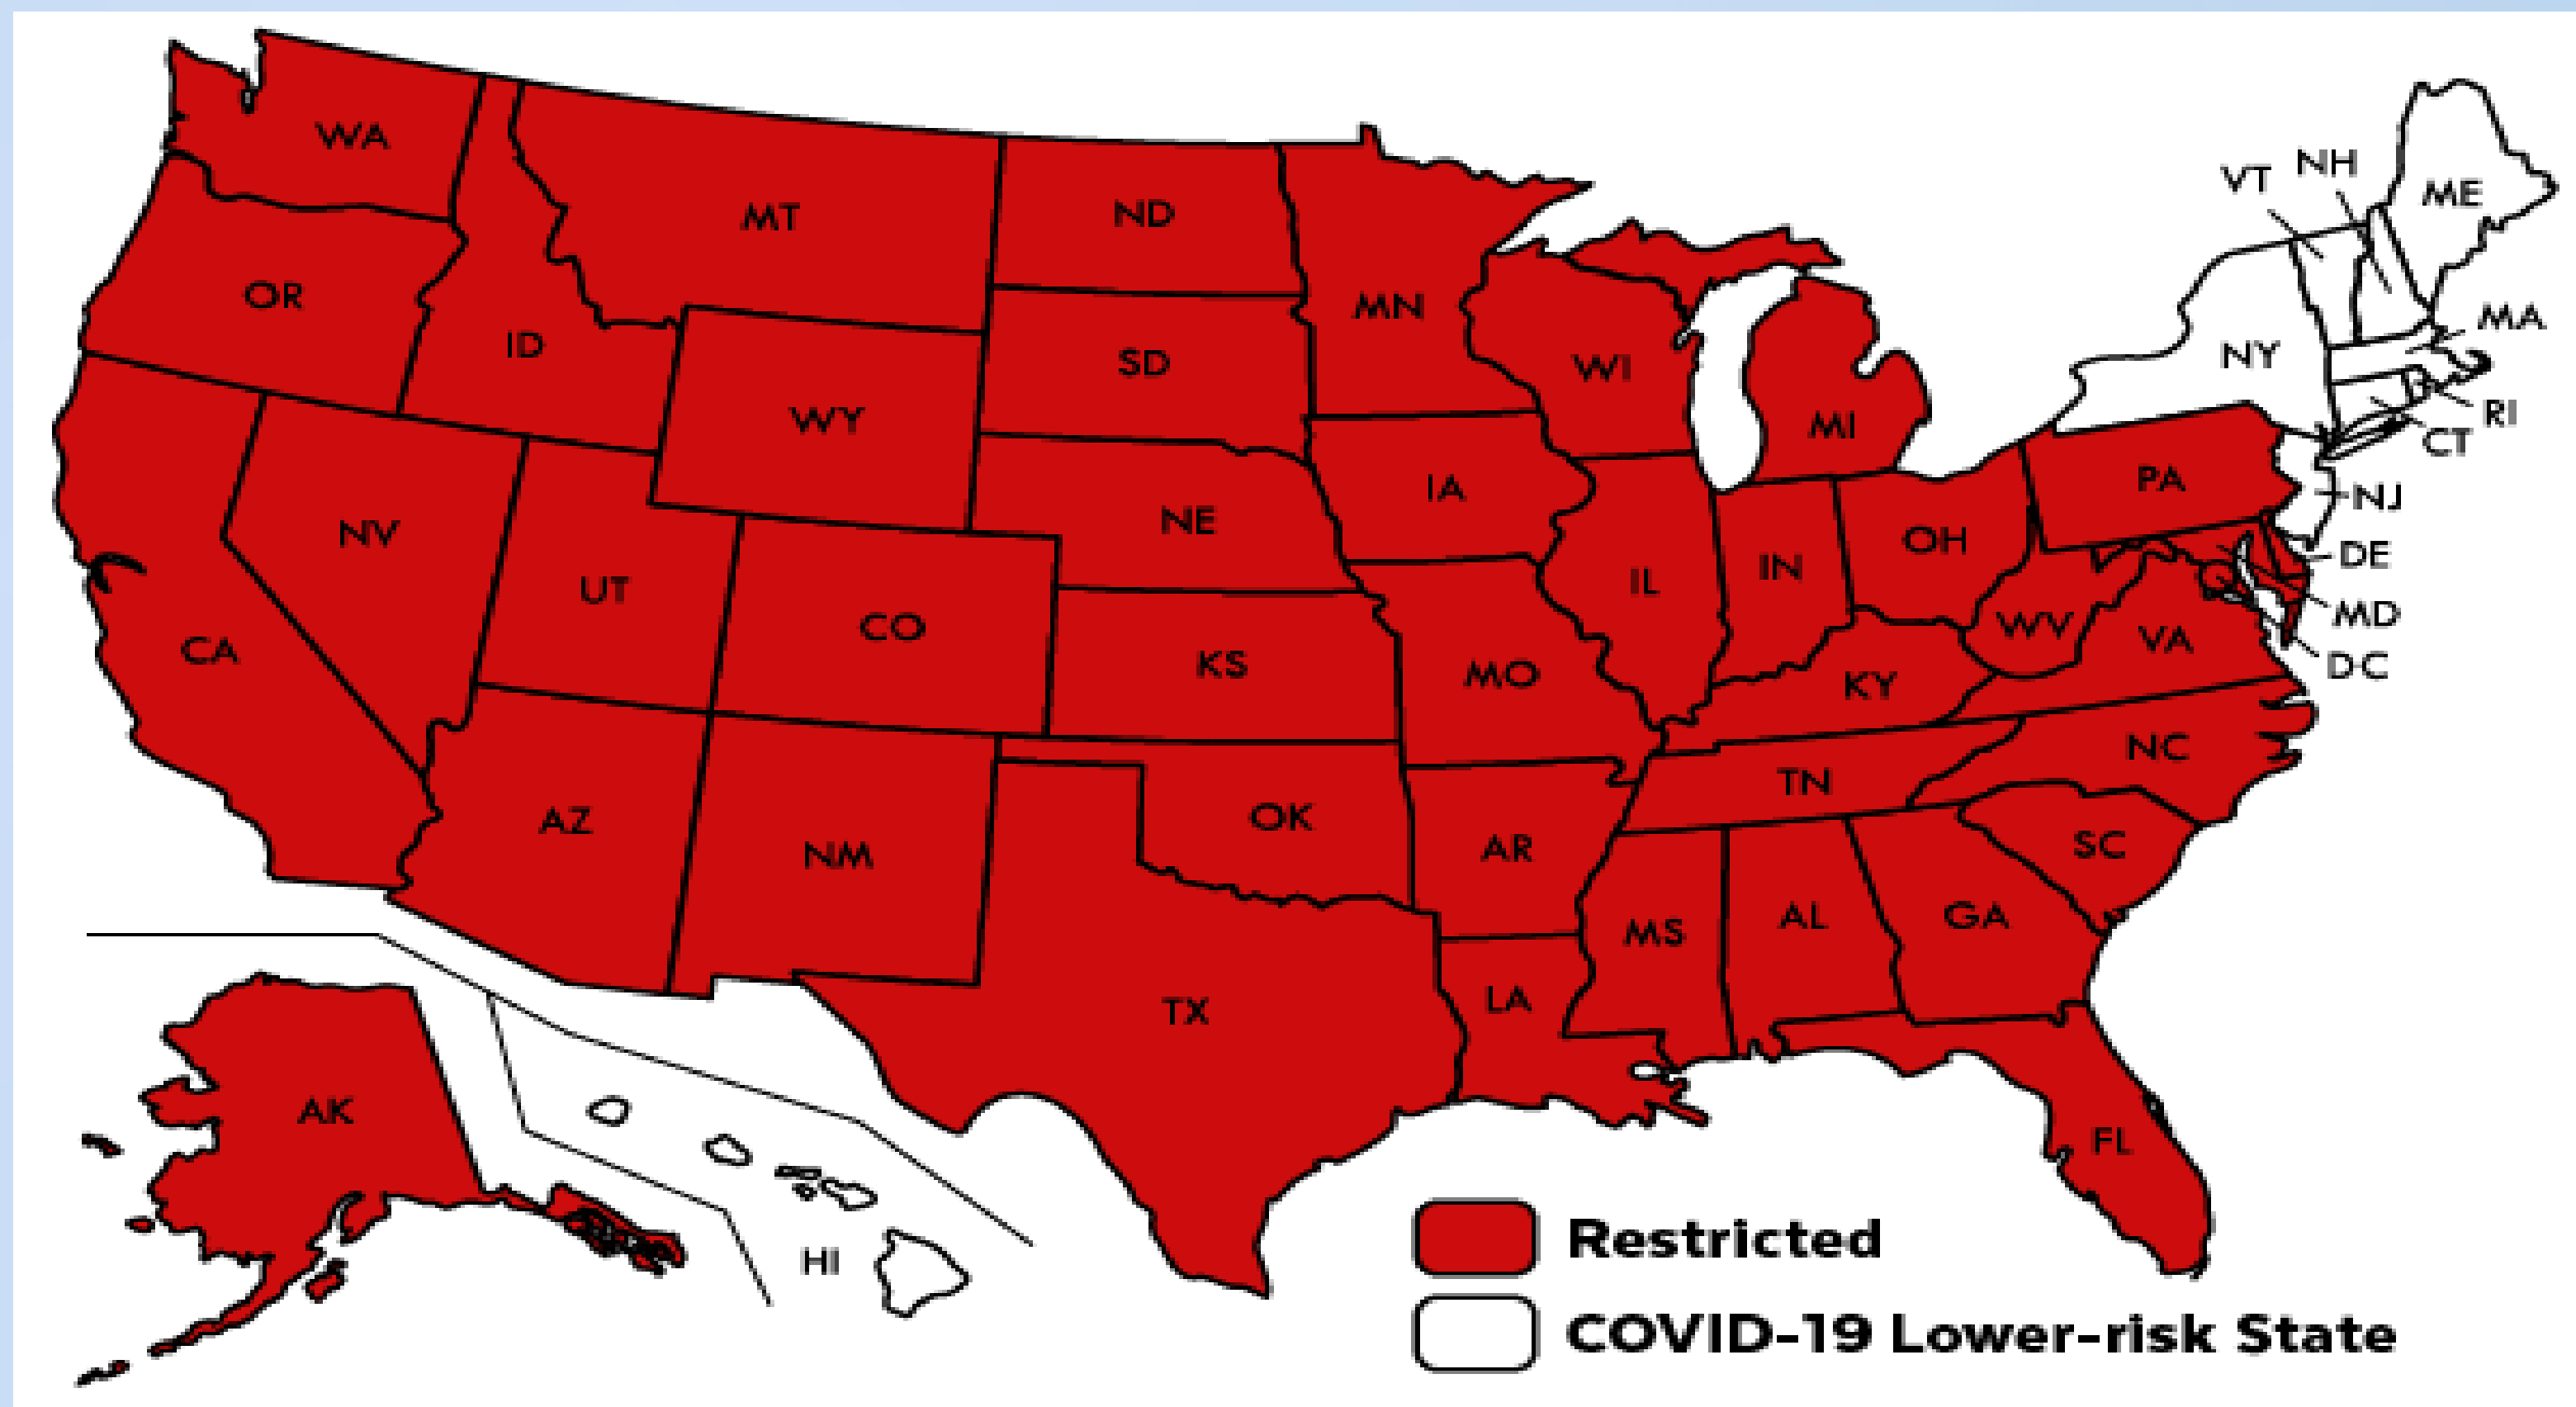 WA
MT
ND
MN
VT
NH
ME
OR
ID
SD
WI
MI
NY
MA
RI
CT
WY
IA
PA
NJ
NV
NE
OH
DE
UT
IL
IN
MD
CA
CO
KS
MO
WV
VA
DC
KY
NC
AZ
NM
OK
AR
TN
SC
MS
AL
GA
TX
LA
AK
FL
HI
Restricted
COVID-19 Lower-risk State